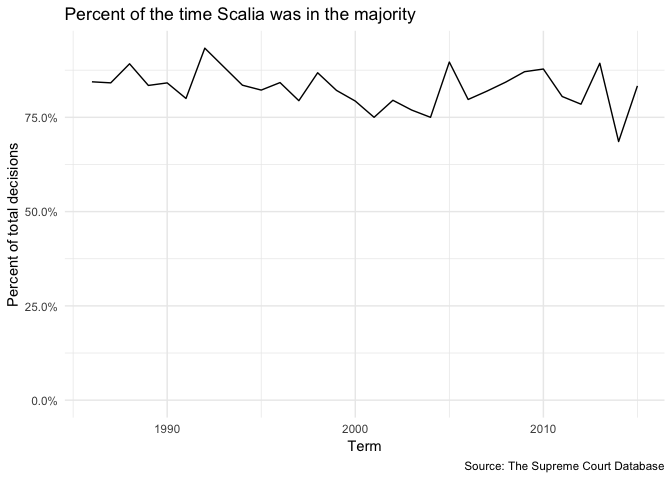 Percent of the time Scalia was in the majority
Percent of total decisions
75.0%
50.0%
25.0%
0.0%
1990
2000
2010
Term
Source: The Supreme Court Database